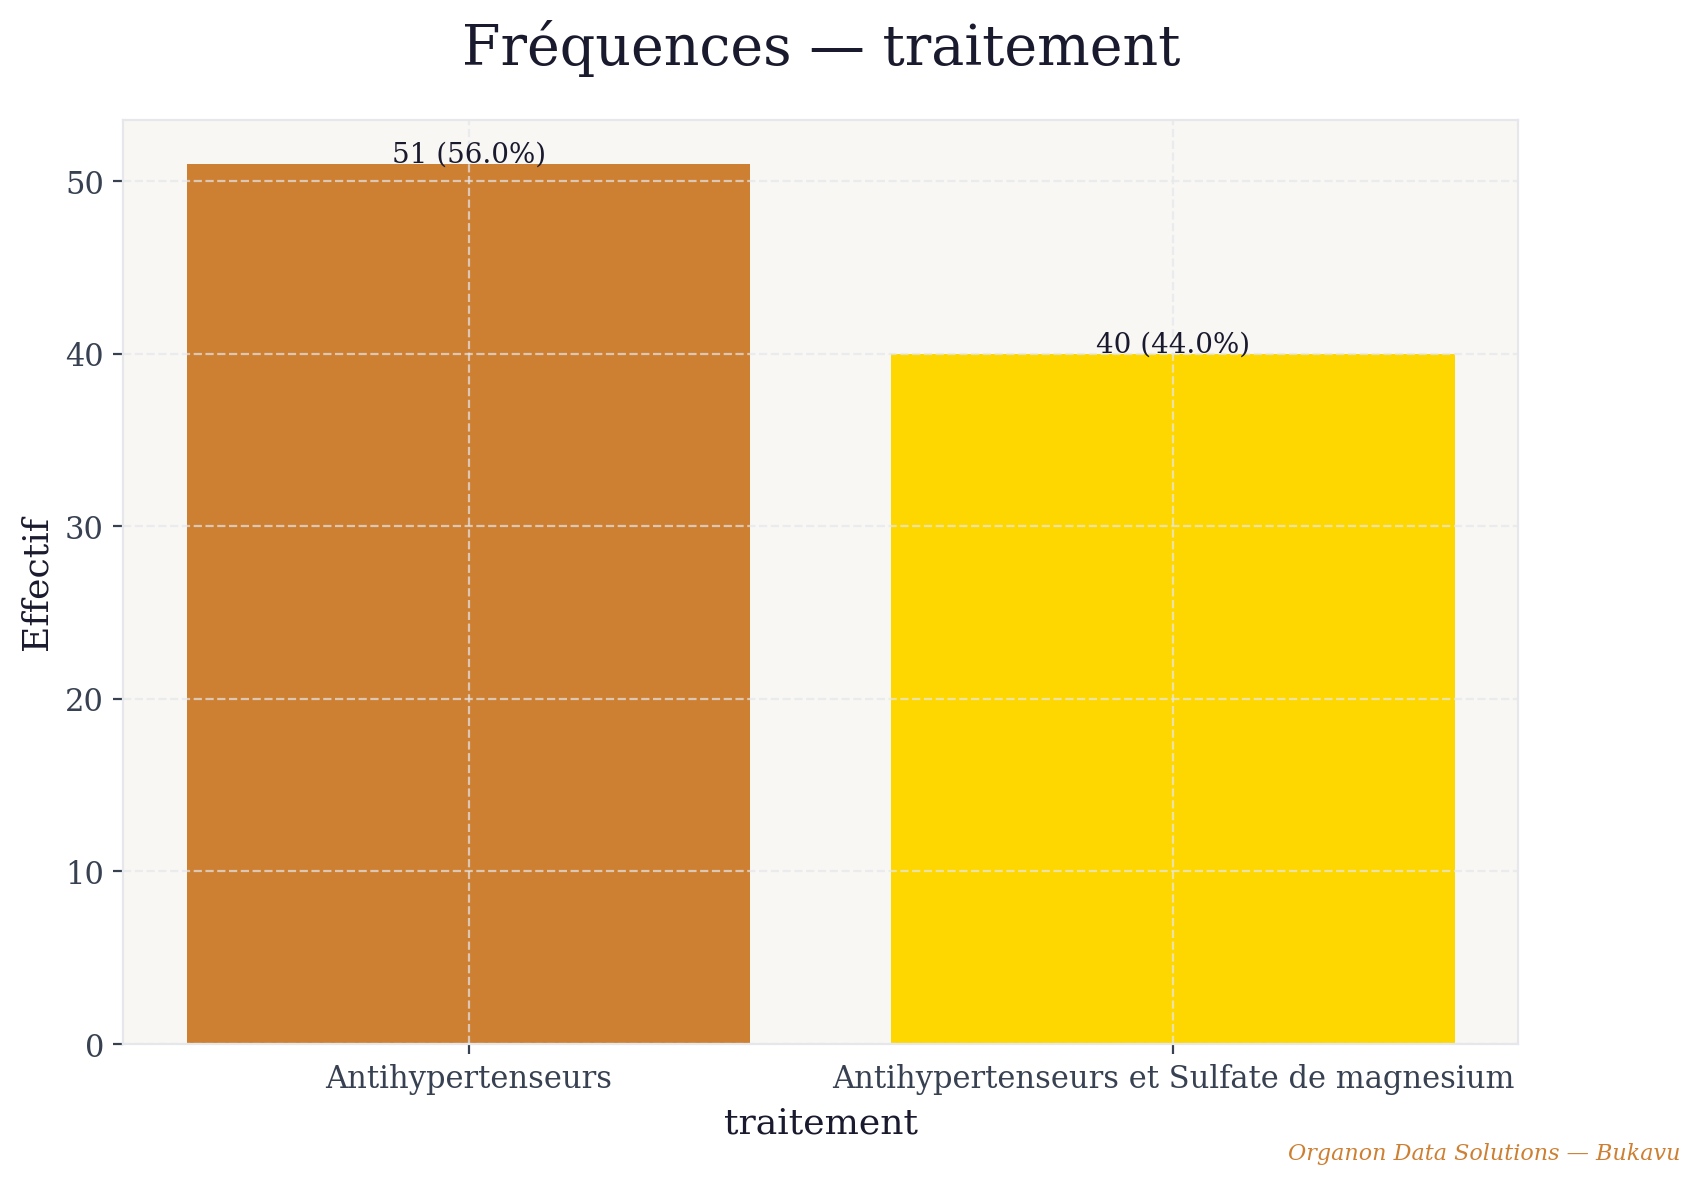 Fréquences — traitement
51 (56.0%)
40 (44.0%)
50
40
30
20
10
0
Effectif
Antihypertenseurs
Antihypertenseurs et Sulfate de magnesium
traitement
Organon Data Solutions — Bukavu